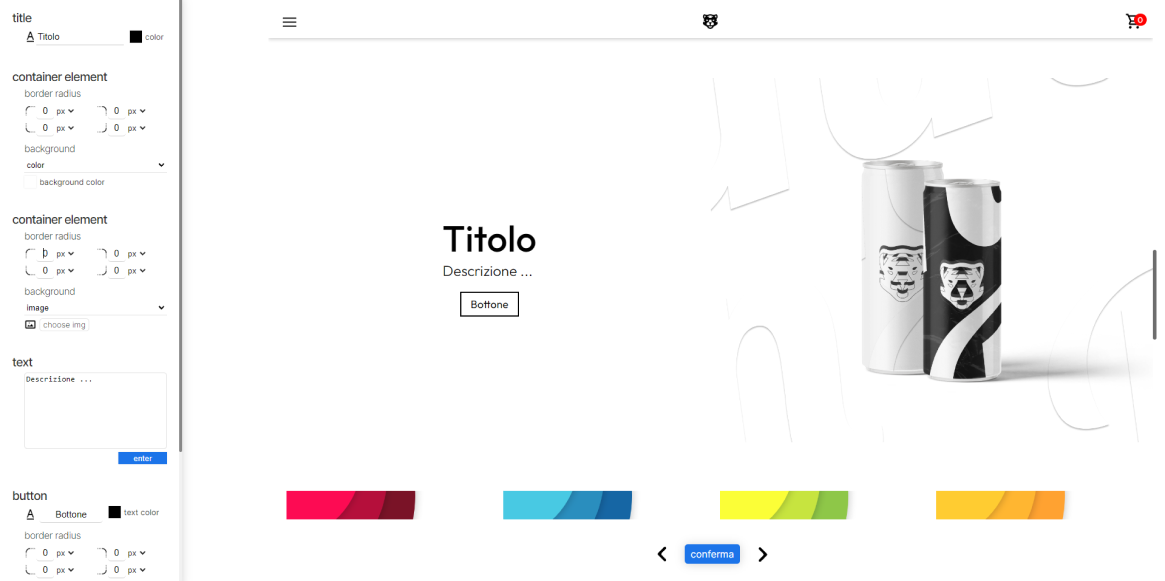 title
A Titolo
color
container element
border radius
0 px 0 px
0 px 0 px
background
color
background color
container element
border radius
0 px 0 px
0 px 0 px
background
image
choose img
text
Descrizione ...
enter
button
A Bottone
text color
border radius
0 px 0 px
0 px 0 px
0
Titolo
Descrizione ...
Bottone
conferma